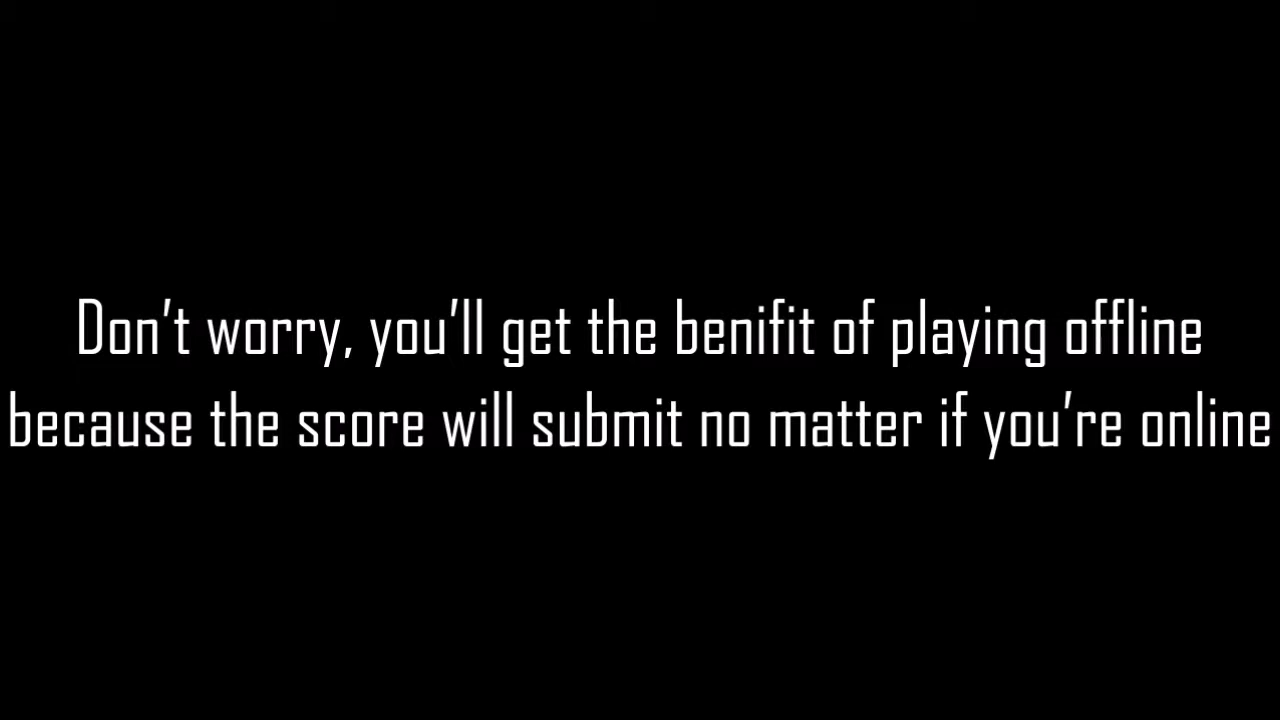 Don't worry, you'll get the benifit of playing offline
because the score will submit no matter if you're online